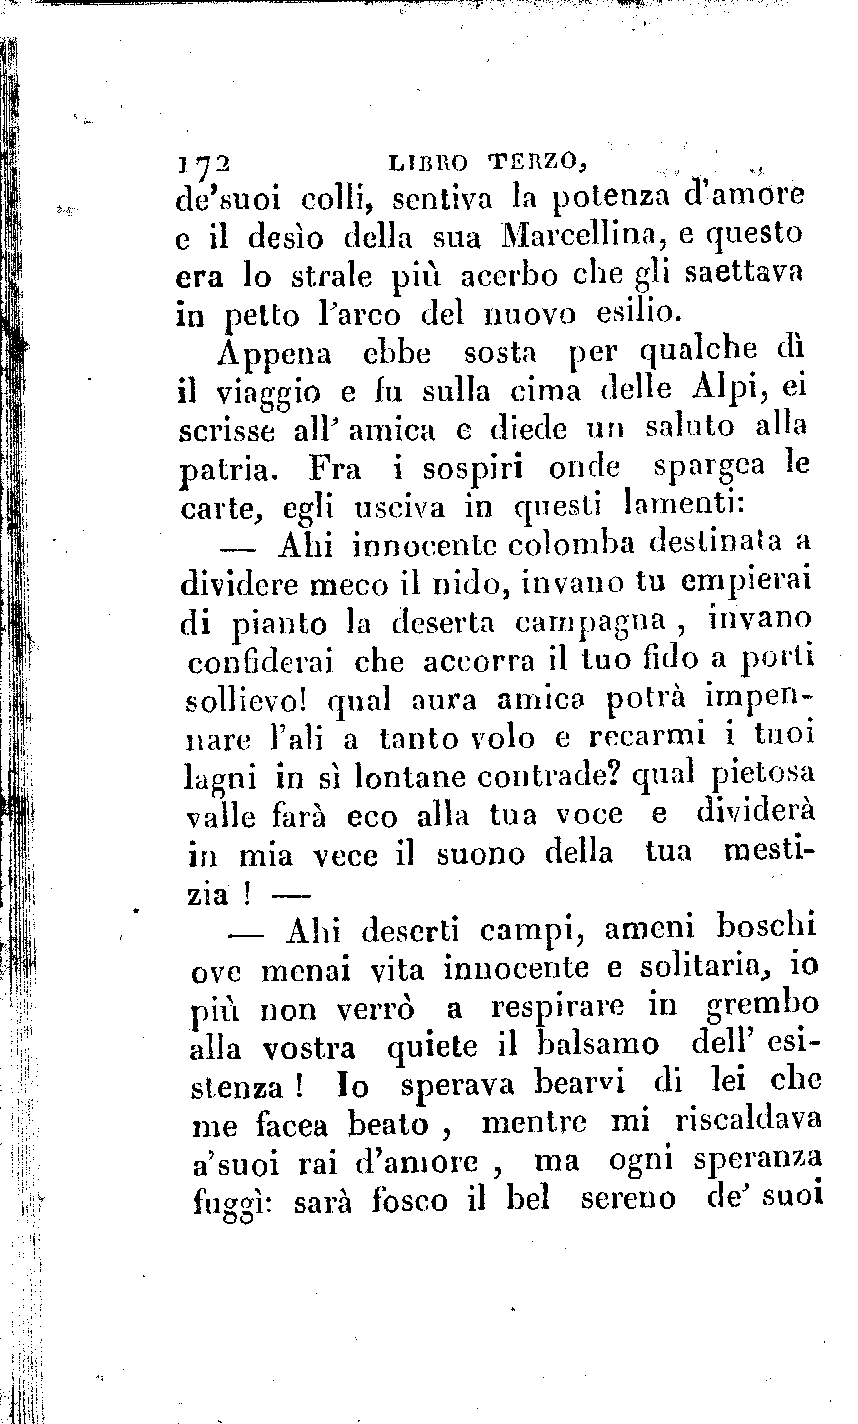 172 LIBRO TERZO,
de'suoi colli, sentiva la potenza d'amore
e il desìo della sua Marcellina, e questo
era lo strale più acerbo che gli saettava
in petto l'arco del nuovo esilio.
Appena ebbe sosta per qualche dì
il viaggio e fu sulla cima delle Alpi, ei
scrisse all' amica e diede un saluto alla
patria. Fra i sospiri onde spargea le
carte, egli usciva in questi lamenti:
— Ahi innocente colomba destinata a
dividere meco il nido, invano tu empierai
di pianto la deserta campagna , invano
confiderai che accorra il tuo fido a porti
sollievo! qual aura amica potrà impen-
nare l'ali a tanto volo e recarmi i tuoi
lagni in sì lontane contrade? qual pietosa
valle farà eco alla tua voce e dividerà
in mia vece il suono della tua mesti-
zia ! —
— Ahi deserti campi, ameni boschi
ove menai vita innocente e solitaria, io
più non verrò a respirare in grembo
alla vostra quiete il balsamo dell' esi-
stenza ! Io sperava bearvi di lei che
me facea beato , mentre mi riscaldava
a'suoi rai d'amore , ma ogni speranza
fuggì: sarà fosco il bel sereno de' suoi